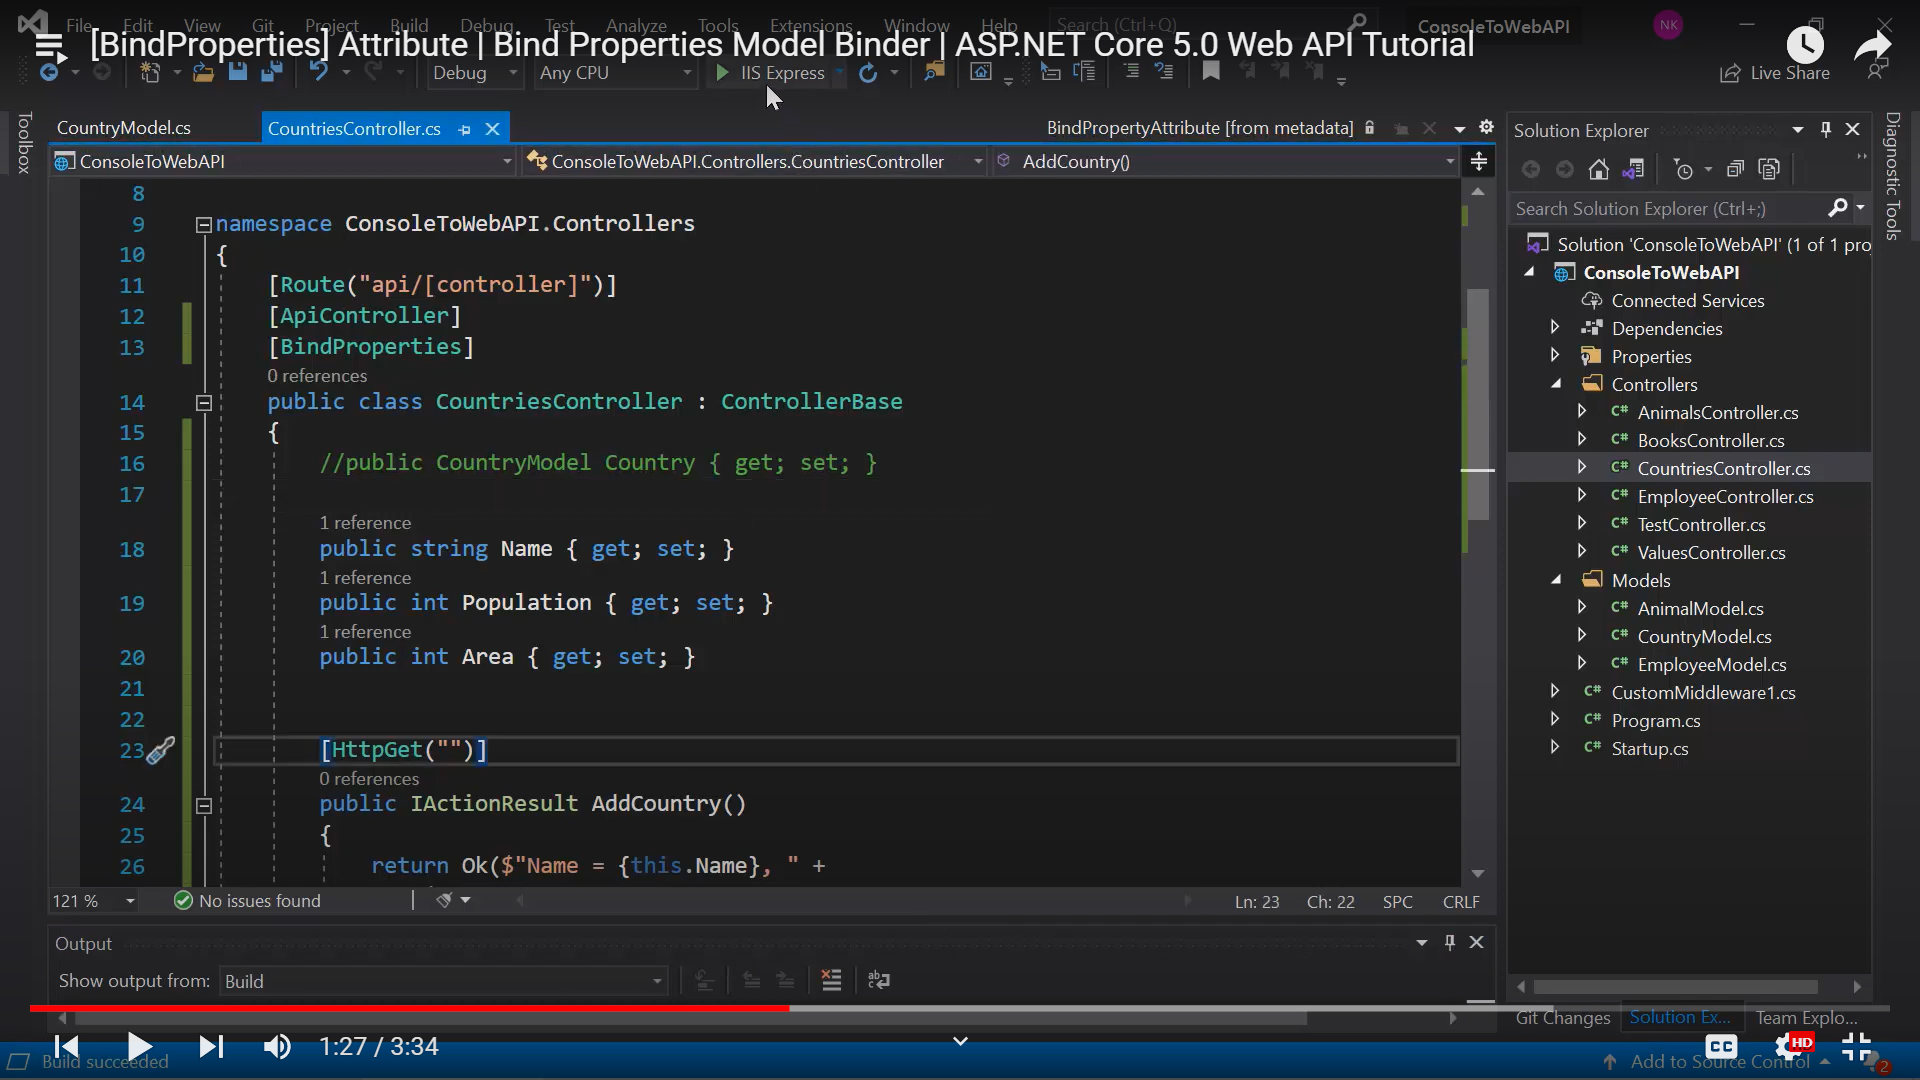 File Edit View Git Project Build Debug Test Analyze Tools Extensions Window Help Search (Ctrl+Q) ConsoleToWebAPI NK
[BindProperties] Attribute | Bind Properties Model Binder | ASP.NET Core 5.0 Web API Tutorial
Debug Any CPU IIS Express Live Share
Toolbox
CountryModel.cs CountriesController.cs BindPropertyAttribute [from metadata]
ConsoleToWebAPI ConsoleToWebAPI.Controllers.CountriesController AddCountry()
8
9 namespace ConsoleToWebAPI.Controllers
10 {
11 [Route("api/[controller]")]
12 [ApiController]
13 [BindProperties]
0 references
14 public class CountriesController : ControllerBase
15 {
16 //public CountryModel Country { get; set; }
17
1 reference
18 public string Name { get; set; }
1 reference
19 public int Population { get; set; }
1 reference
20 public int Area { get; set; }
21
22
23 [HttpGet("")]
0 references
24 public IActionResult AddCountry()
25 {
26 return Ok($"Name = {this.Name}, " +
121 % No issues found Ln: 23 Ch: 22 SPC CRLF
Output
Show output from: Build
Solution Explorer
Search Solution Explorer (Ctrl+;)
Solution 'ConsoleToWebAPI' (1 of 1 pro
ConsoleToWebAPI
Connected Services
Dependencies
Properties
Controllers
C# AnimalsController.cs
C# BooksController.cs
C# CountriesController.cs
C# EmployeeController.cs
C# TestController.cs
C# ValuesController.cs
Models
C# AnimalModel.cs
C# CountryModel.cs
C# EmployeeModel.cs
C# CustomMiddleware1.cs
C# Program.cs
C# Startup.cs
Git Changes Solution Ex... Team Explo...
Diagnostic Tools
1:27 / 3:34 CC HD
Build succeeded Add to Source Control 2